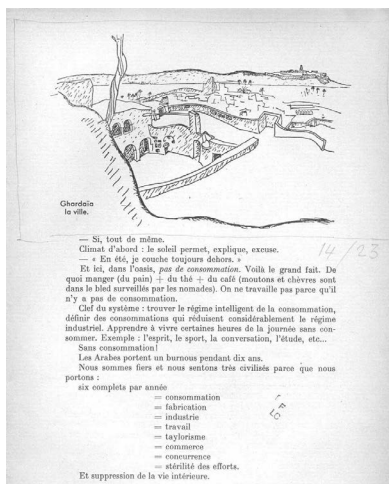 Ghardaïa
la ville.
— Si, tout de même.
Climat d'abord : le soleil permet, explique, excuse.
— « En été, je couche toujours dehors. »
Et ici, dans l'oasis, pas de consommation. Voilà le grand fait. De
quoi manger (du pain) + du thé + du café (moutons et chèvres sont
dans le bled surveillés par les nomades). On ne travaille pas parce qu'il
n'y a pas de consommation.
Clef du système : trouver le régime intelligent de la consommation,
définir des consommations qui réduisent considérablement le régime
industriel. Apprendre à vivre certaines heures de la journée sans con-
sommer. Exemple : l'esprit, le sport, la conversation, l'étude, etc...
Sans consommation!
Les Arabes portent un burnous pendant dix ans.
Nous sommes fiers et nous sentons très civilisés parce que nous
portons :
six complets par année
= consommation
= fabrication
= industrie
= travail
= taylorisme
= commerce
= concurrence
= stérilité des efforts.
Et suppression de la vie intérieure.
14/23
FLC